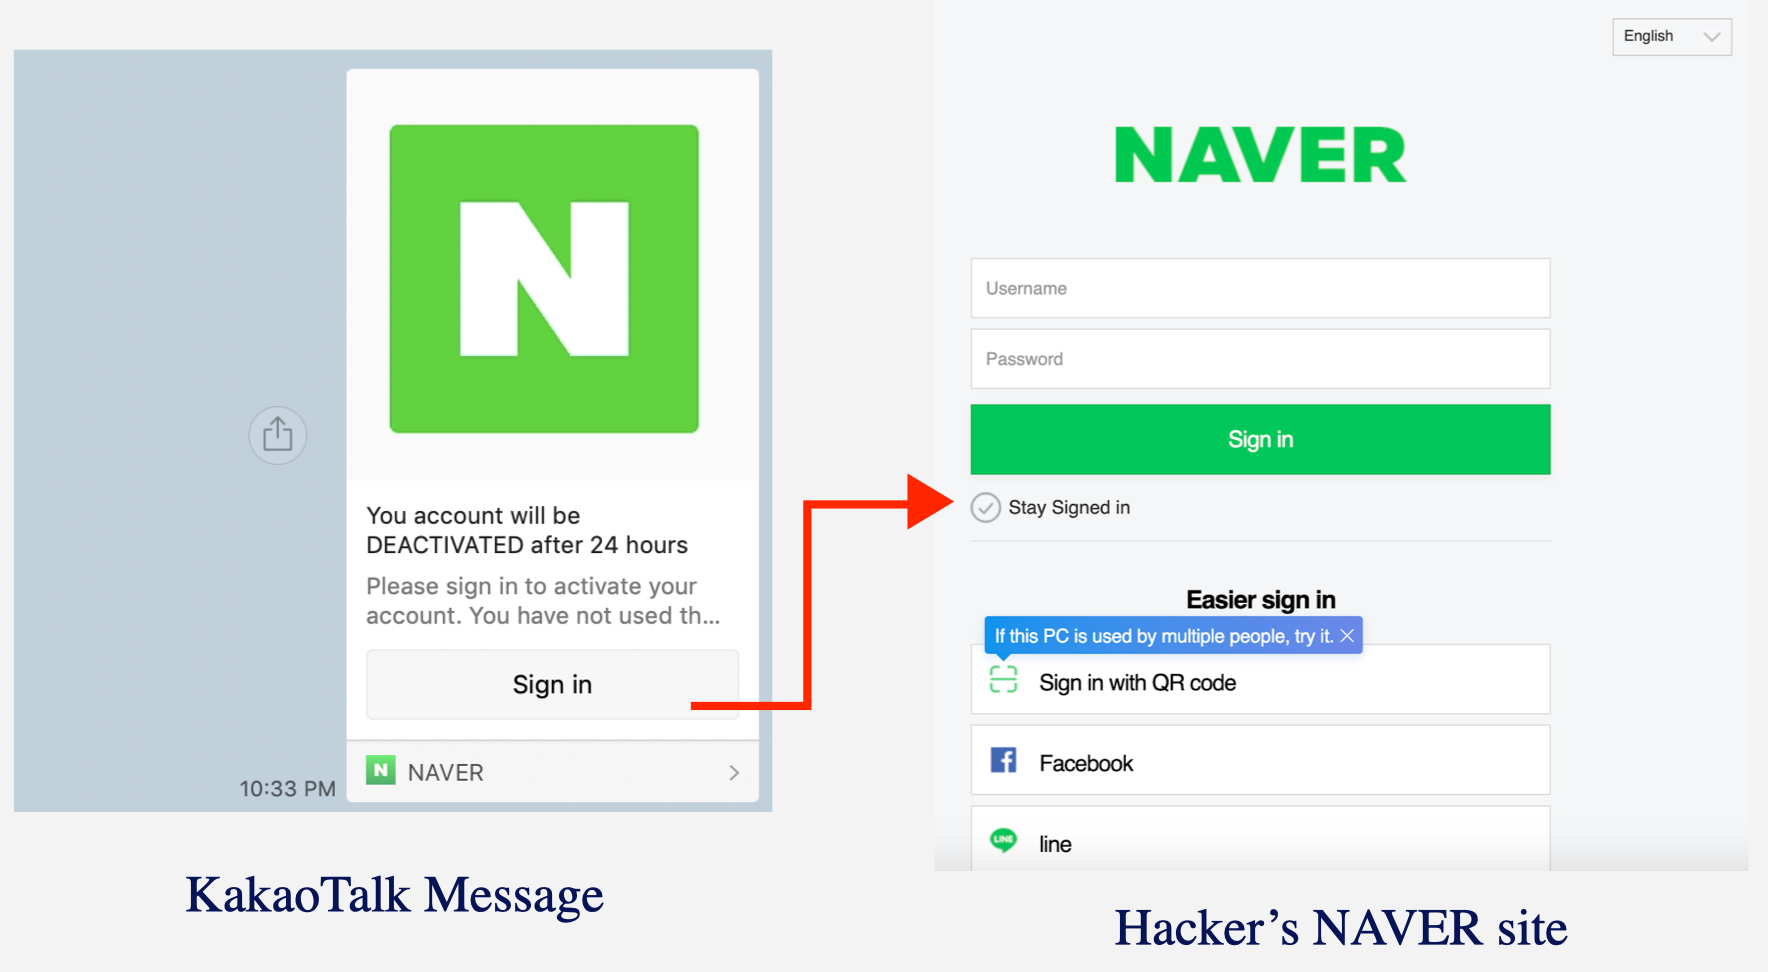 You account will be
DEACTIVATED after 24 hours
Please sign in to activate your
account. You have not used th...
Sign in
N NAVER
10:33 PM
KakaoTalk Message
English
NAVER
Username
Password
Sign in
Stay Signed in
Easier sign in
If this PC is used by multiple people, try it.
Sign in with QR code
Facebook
LINE line
Hacker's NAVER site